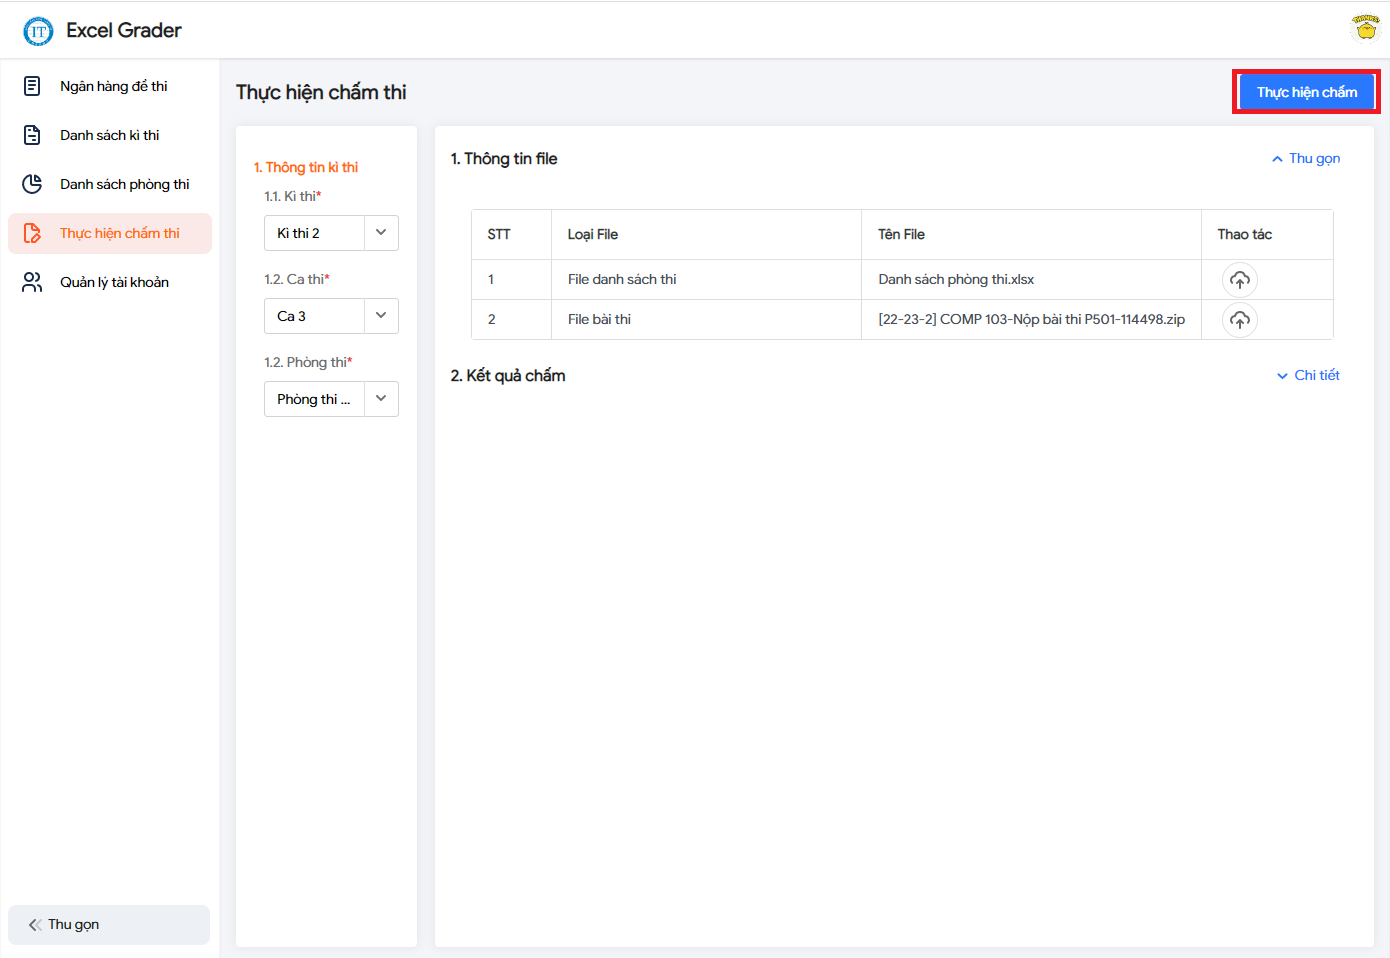 IT
Excel Grader
THANKS!
Ngân hàng đề thi
Danh sách kì thi
Danh sách phòng thi
Thực hiện chấm thi
Quản lý tài khoản
Thu gọn
Thực hiện chấm thi
Thực hiện chấm
1. Thông tin kì thi
1.1. Kì thi*
Kì thi 2
1.2. Ca thi*
Ca 3
1.2. Phòng thi*
Phòng thi ...
1. Thông tin file
Thu gọn
STT Loại File Tên File Thao tác
1 File danh sách thi Danh sách phòng thi.xlsx
2 File bài thi [22-23-2] COMP 103-Nộp bài thi P501-114498.zip
2. Kết quả chấm
Chi tiết